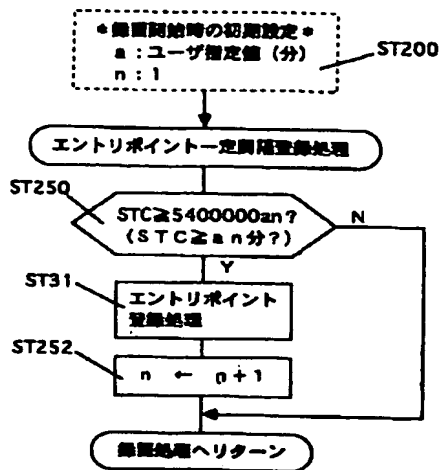 *録画開始時の初期設定*
a：ユーザ指定値（分）
n：1
ST200
エントリポイント一定間隔登録処理
ST250
STC≧5400000an？
（STC≧an分？）
N
Y
ST31
エントリポイント
登録処理
ST252
n ← n+1
録画処理へリターン